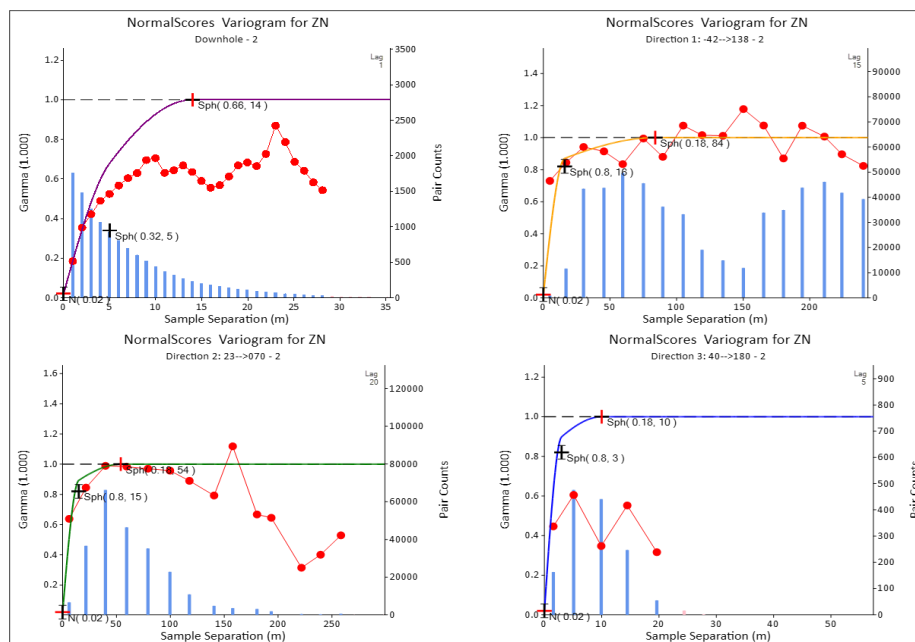 NormalScores Variogram for ZN
Downhole - 2
Lag
1
Gamma (1.000)
1.2
1.0
0.8
0.6
0.4
0.2
0.0
3500
3000
2500
2000
1500
1000
500
0
Pair Counts
Sph( 0.66, 14 )
Sph( 0.32, 5 )
N( 0.02 )
0 5 10 15 20 25 30 35
Sample Separation (m)
NormalScores Variogram for ZN
Direction 1: -42-->138 - 2
Lag
15
Gamma (1.000)
1.4
1.2
1.0
0.8
0.6
0.4
0.2
0.0
90000
80000
70000
60000
50000
40000
30000
20000
10000
0
Pair Counts
Sph( 0.18, 84 )
Sph( 0.8, 16 )
N( 0.02 )
0 50 100 150 200
Sample Separation (m)
NormalScores Variogram for ZN
Direction 2: 23-->070 - 2
Lag
20
Gamma (1.000)
1.6
1.4
1.2
1.0
0.8
0.6
0.4
0.2
0.0
120000
100000
80000
60000
40000
20000
0
Pair Counts
Sph( 0.18, 54 )
Sph( 0.8, 15 )
N( 0.02 )
0 50 100 150 200 250
Sample Separation (m)
NormalScores Variogram for ZN
Direction 3: 40-->180 - 2
Lag
5
Gamma (1.000)
1.2
1.0
0.8
0.6
0.4
0.2
0.0
900
800
700
600
500
400
300
200
100
0
Pair Counts
Sph( 0.18, 10 )
Sph( 0.8, 3 )
N( 0.02 )
0 10 20 30 40 50
Sample Separation (m)